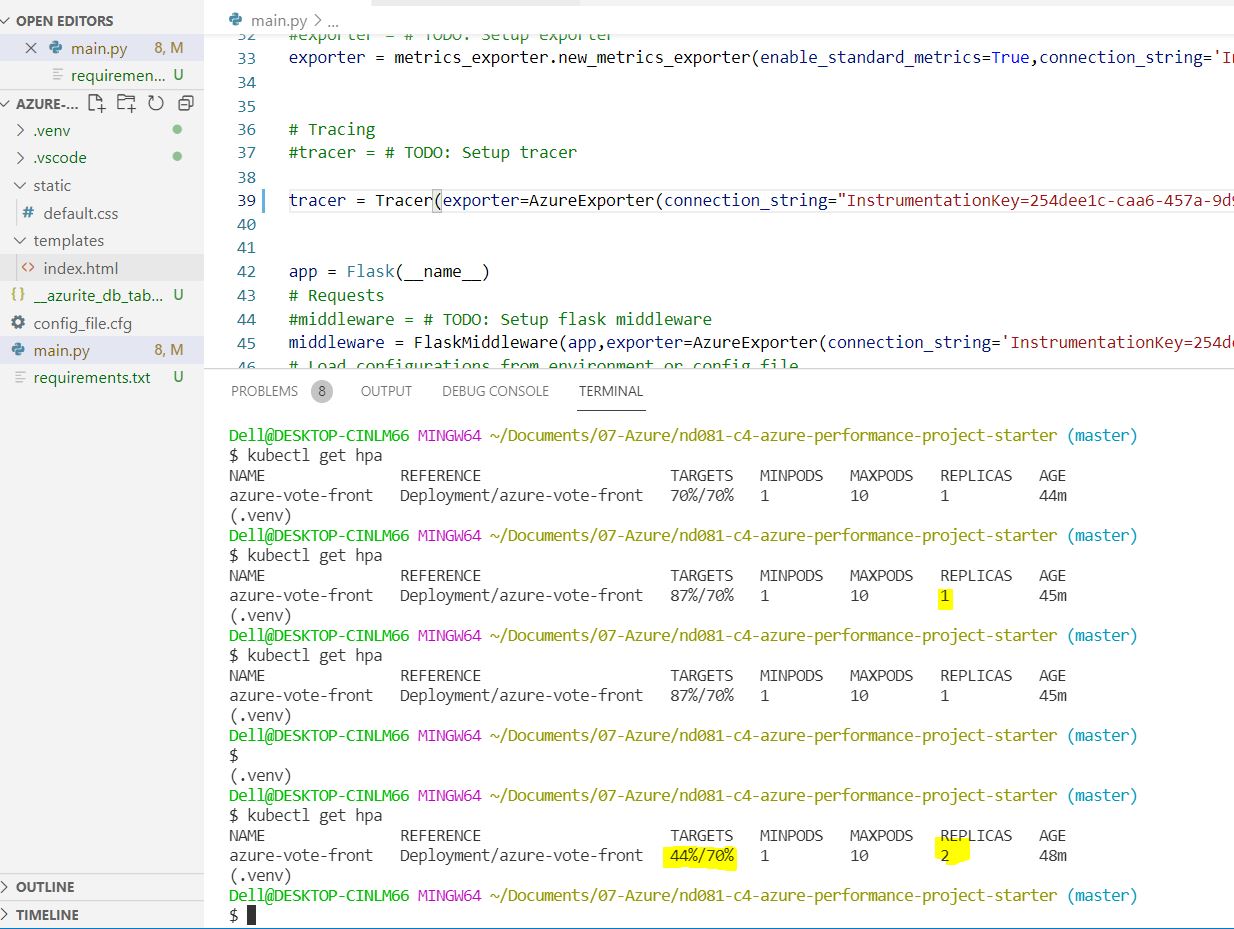 OPEN EDITORS
main.py 8, M
requiremen... U
AZURE-...
.venv
.vscode
static
default.css
templates
index.html
__azurite_db_tab... U
config_file.cfg
main.py 8, M
requirements.txt U
OUTLINE
TIMELINE
main.py > ...
32 #exporter = # TODO: Setup exporter
33 exporter = metrics_exporter.new_metrics_exporter(enable_standard_metrics=True,connection_string='I
34
35
36 # Tracing
37 #tracer = # TODO: Setup tracer
38
39 tracer = Tracer(exporter=AzureExporter(connection_string="InstrumentationKey=254dee1c-caa6-457a-9d9
40
41
42 app = Flask(__name__)
43 # Requests
44 #middleware = # TODO: Setup flask middleware
45 middleware = FlaskMiddleware(app,exporter=AzureExporter(connection_string='InstrumentationKey=254d
46 # Load configurations from environment or config file
PROBLEMS 8 OUTPUT DEBUG CONSOLE TERMINAL
Dell@DESKTOP-CINLM66 MINGW64 ~/Documents/07-Azure/nd081-c4-azure-performance-project-starter (master)
$ kubectl get hpa
NAME REFERENCE TARGETS MINPODS MAXPODS REPLICAS AGE
azure-vote-front Deployment/azure-vote-front 70%/70% 1 10 1 44m
(.venv)
Dell@DESKTOP-CINLM66 MINGW64 ~/Documents/07-Azure/nd081-c4-azure-performance-project-starter (master)
$ kubectl get hpa
NAME REFERENCE TARGETS MINPODS MAXPODS REPLICAS AGE
azure-vote-front Deployment/azure-vote-front 87%/70% 1 10 1 45m
(.venv)
Dell@DESKTOP-CINLM66 MINGW64 ~/Documents/07-Azure/nd081-c4-azure-performance-project-starter (master)
$ kubectl get hpa
NAME REFERENCE TARGETS MINPODS MAXPODS REPLICAS AGE
azure-vote-front Deployment/azure-vote-front 87%/70% 1 10 1 45m
(.venv)
Dell@DESKTOP-CINLM66 MINGW64 ~/Documents/07-Azure/nd081-c4-azure-performance-project-starter (master)
$
(.venv)
Dell@DESKTOP-CINLM66 MINGW64 ~/Documents/07-Azure/nd081-c4-azure-performance-project-starter (master)
$ kubectl get hpa
NAME REFERENCE TARGETS MINPODS MAXPODS REPLICAS AGE
azure-vote-front Deployment/azure-vote-front 44%/70% 1 10 2 48m
(.venv)
Dell@DESKTOP-CINLM66 MINGW64 ~/Documents/07-Azure/nd081-c4-azure-performance-project-starter (master)
$